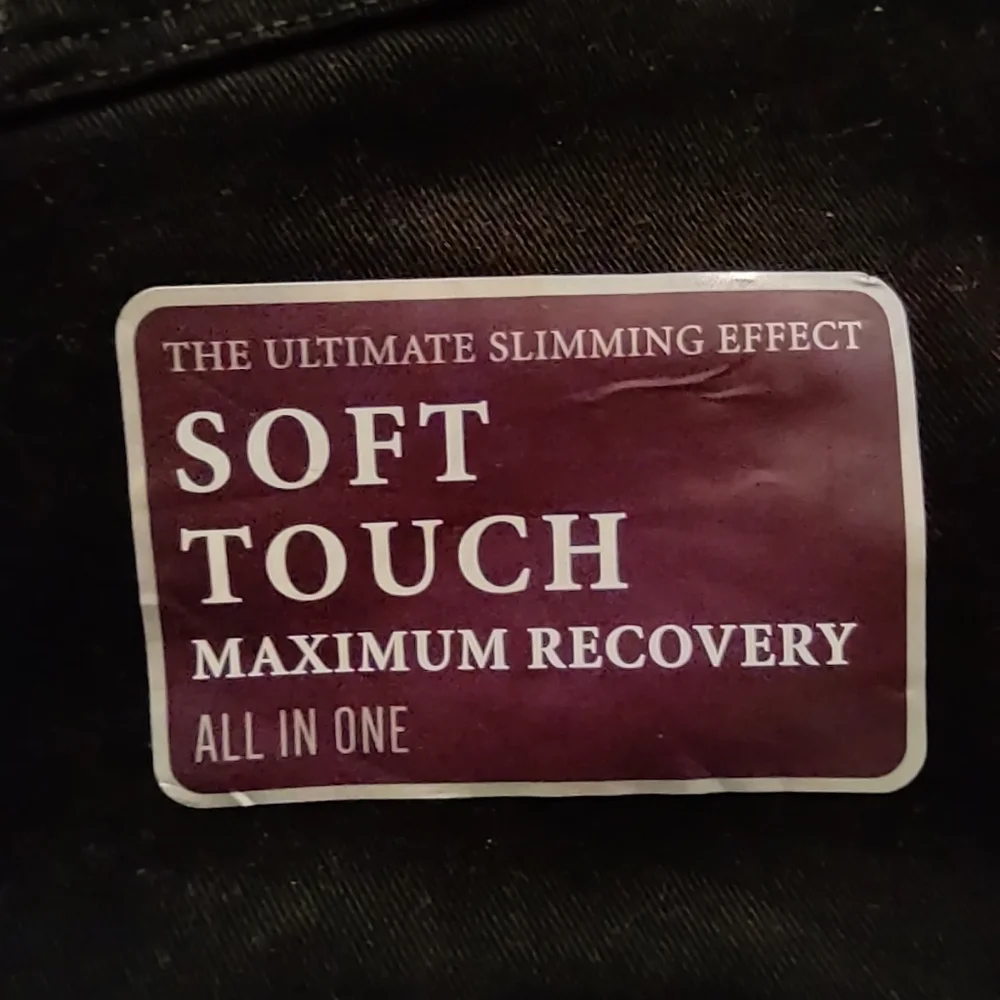 THE ULTIMATE SLIMMING EFFECT
SOFT
TOUCH
MAXIMUM RECOVERY
ALL IN ONE